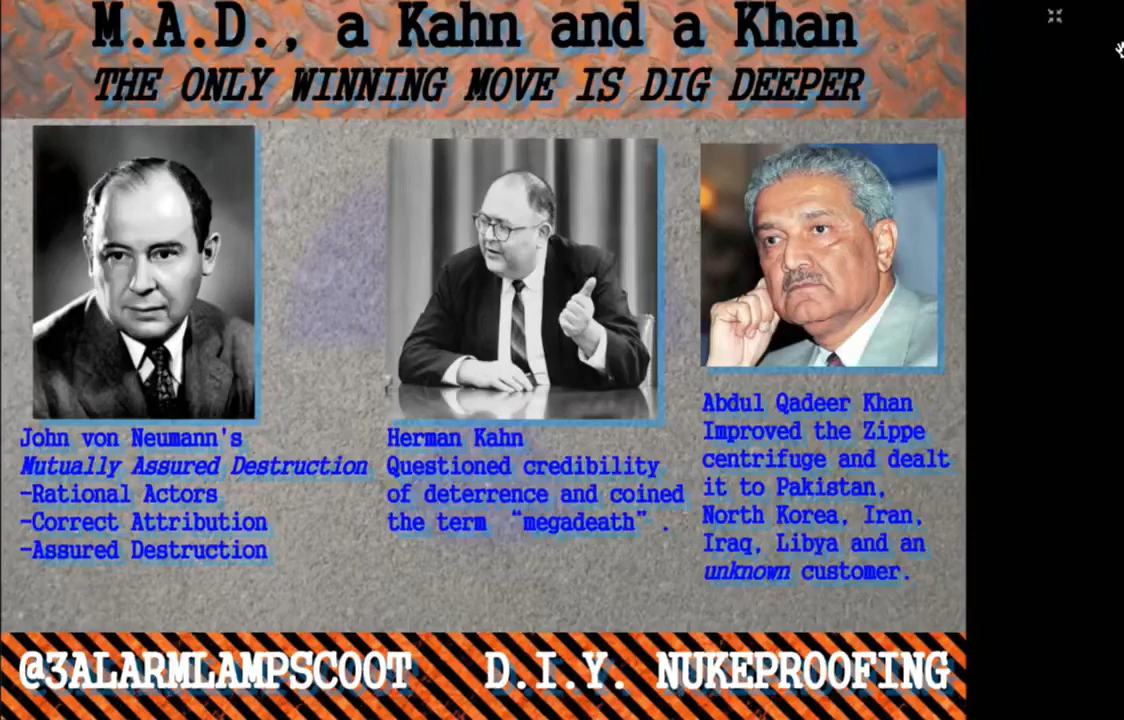 M.A.D., a Kahn and a Khan
THE ONLY WINNING MOVE IS DIG DEEPER
John von Neumann's
Mutually Assured Destruction
-Rational Actors
-Correct Attribution
-Assured Destruction
Herman Kahn
Questioned credibility
of deterrence and coined
the term “megadeath”.
Abdul Qadeer Khan
Improved the Zippe
centrifuge and dealt
it to Pakistan,
North Korea, Iran,
Iraq, Libya and an
unknown customer.
@3ALARMLAMPSCOOT D.I.Y. NUKEPROOFING